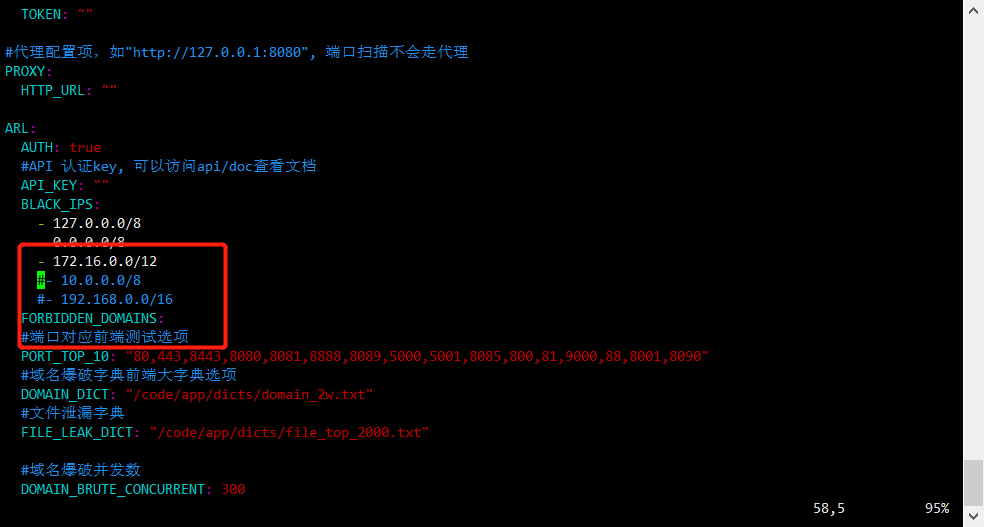 TOKEN: ""
#代理配置项，如"http://127.0.0.1:8080", 端口扫描不会走代理
PROXY:
HTTP_URL: ""
ARL:
AUTH: true
#API 认证key, 可以访问api/doc查看文档
API_KEY: ""
BLACK_IPS:
- 127.0.0.0/8
0.0.0.0/8
- 172.16.0.0/12
#- 10.0.0.0/8
#- 192.168.0.0/16
FORBIDDEN_DOMAINS:
#端口对应前端测试选项
PORT_TOP_10: "80,443,8443,8080,8081,8888,8089,5000,5001,8085,800,81,9000,88,8001,8090"
#域名爆破字典前端大字典选项
DOMAIN_DICT: "/code/app/dicts/domain_2w.txt"
#文件泄漏字典
FILE_LEAK_DICT: "/code/app/dicts/file_top_2000.txt"
#域名爆破并发数
DOMAIN_BRUTE_CONCURRENT: 300
58,5 95%